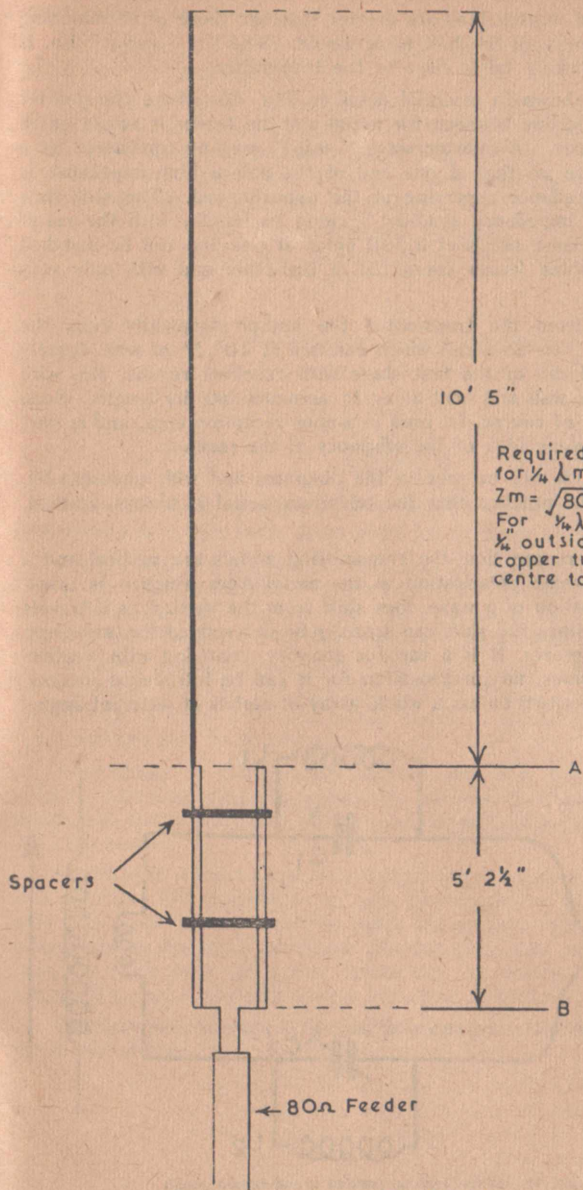 10' 5"
Required
for ¼ λ m
Zm = √80
For ¼ λ
¼" outsid
copper tu
centre to
A
Spacers
5' 2½"
B
80Ω Feeder